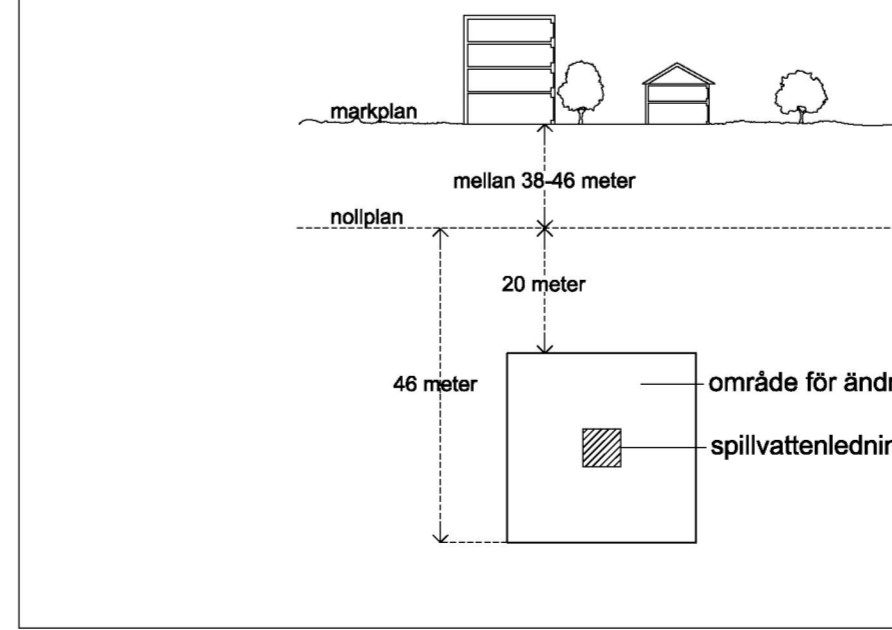 markplan
mellan 38-46 meter
nollplan
20 meter
46 meter
område för ändr
spillvattenlednin